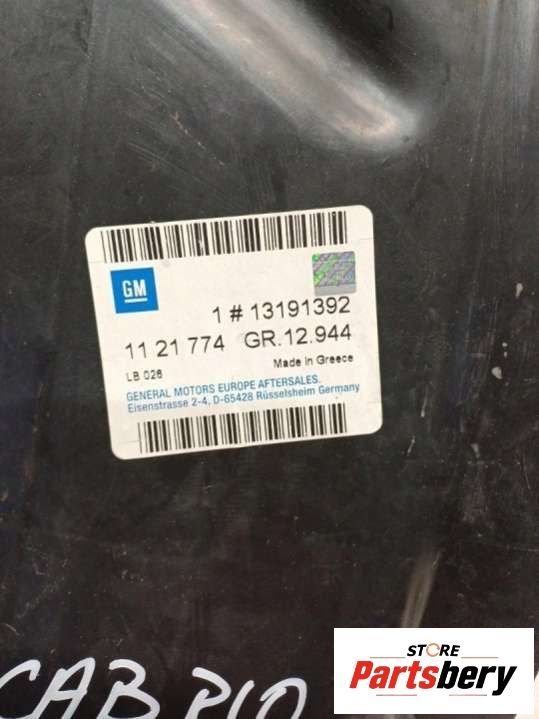 GM
1 # 13191392
11 21 774 GR.12.944
LB 026 Made in Greece
GENERAL MOTORS EUROPE AFTERSALES.
Eisenstrasse 2-4, D-65428 Rüsselsheim Germany
CABRIO
STORE
Partsbery